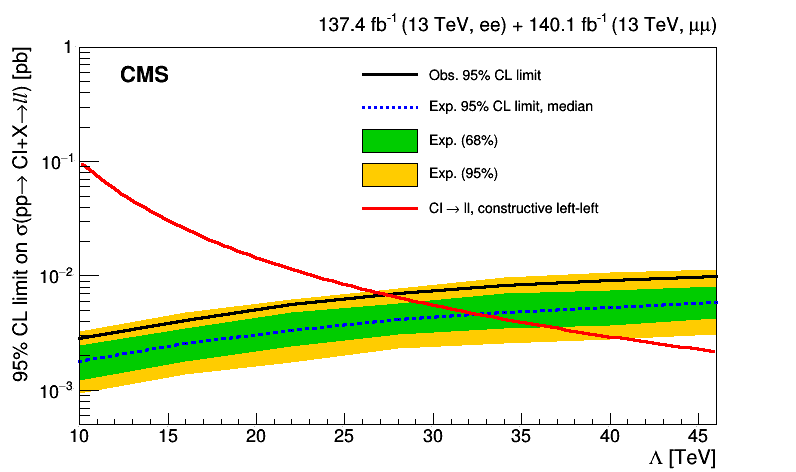 137.4 fb⁻¹ (13 TeV, ee) + 140.1 fb⁻¹ (13 TeV, μμ)
95% CL limit on σ(pp→ CI+X→ll) [pb]
CMS
Obs. 95% CL limit
Exp. 95% CL limit, median
Exp. (68%)
Exp. (95%)
CI → ll, constructive left-left
1
10⁻¹
10⁻²
10⁻³
10 15 20 25 30 35 40 45
Λ [TeV]